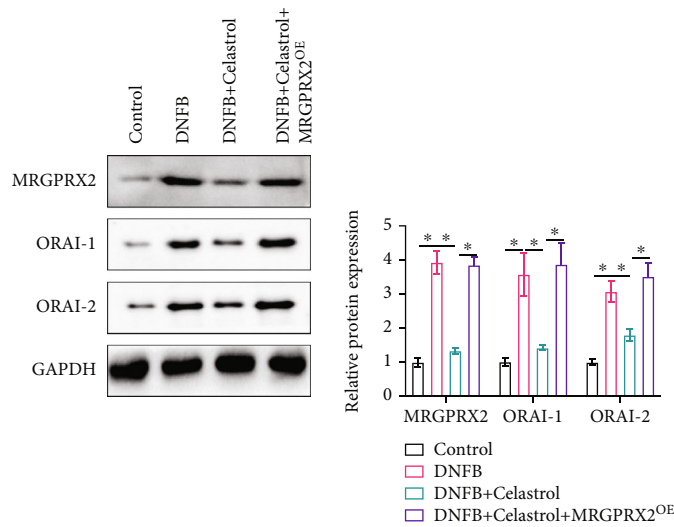 Control
DNFB
DNFB+Celastrol
DNFB+Celastrol+
MRGPRX2OE
MRGPRX2
ORAI-1
ORAI-2
GAPDH
Relative protein expression
5
4
3
2
1
0
* * *
* * *
* * *
MRGPRX2 ORAI-1 ORAI-2
Control
DNFB
DNFB+Celastrol
DNFB+Celastrol+MRGPRX2OE